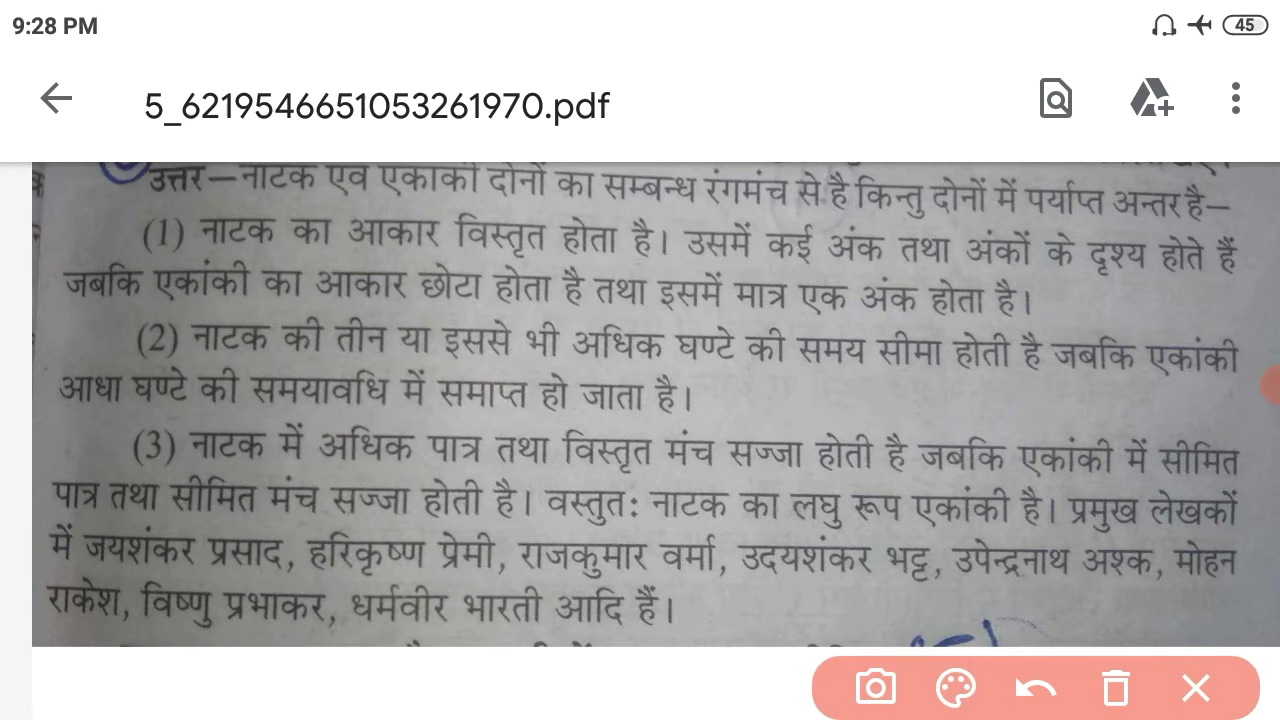 9:28 PM
45
5_6219546651053261970.pdf
उत्तर—नाटक एवं एकांकी दोनों का सम्बन्ध रंगमंच से है किन्तु दोनों में पर्याप्त अन्तर है—
(1) नाटक का आकार विस्तृत होता है। उसमें कई अंक तथा अंकों के दृश्य होते हैं
जबकि एकांकी का आकार छोटा होता है तथा इसमें मात्र एक अंक होता है।
(2) नाटक की तीन या इससे भी अधिक घण्टे की समय सीमा होती है जबकि एकांकी
आधा घण्टे की समयावधि में समाप्त हो जाता है।
(3) नाटक में अधिक पात्र तथा विस्तृत मंच सज्जा होती है जबकि एकांकी में सीमित
पात्र तथा सीमित मंच सज्जा होती है। वस्तुतः नाटक का लघु रूप एकांकी है। प्रमुख लेखकों
में जयशंकर प्रसाद, हरिकृष्ण प्रेमी, राजकुमार वर्मा, उदयशंकर भट्ट, उपेन्द्रनाथ अश्क, मोहन
राकेश, विष्णु प्रभाकर, धर्मवीर भारती आदि हैं।